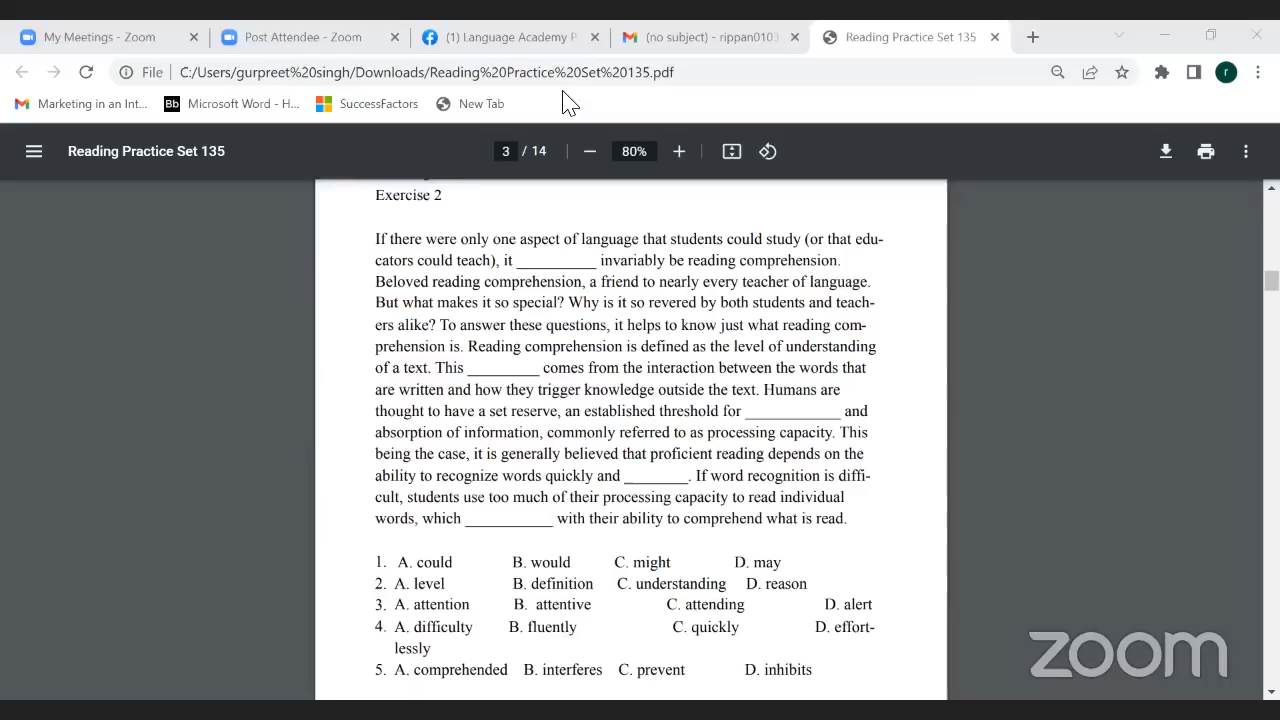 My Meetings - Zoom
Post Attendee - Zoom
(1) Language Academy P
(no subject) - rippan0103
Reading Practice Set 135
File
C:/Users/gurpreet%20singh/Downloads/Reading%20Practice%20Set%20135.pdf
r
Marketing in an Int...
Bb Microsoft Word - H...
SuccessFactors
New Tab
Reading Practice Set 135
3 / 14
80%
Exercise 2
If there were only one aspect of language that students could study (or that edu-
cators could teach), it __________ invariably be reading comprehension.
Beloved reading comprehension, a friend to nearly every teacher of language.
But what makes it so special? Why is it so revered by both students and teach-
ers alike? To answer these questions, it helps to know just what reading com-
prehension is. Reading comprehension is defined as the level of understanding
of a text. This _________ comes from the interaction between the words that
are written and how they trigger knowledge outside the text. Humans are
thought to have a set reserve, an established threshold for ____________ and
absorption of information, commonly referred to as processing capacity. This
being the case, it is generally believed that proficient reading depends on the
ability to recognize words quickly and ________. If word recognition is diffi-
cult, students use too much of their processing capacity to read individual
words, which ___________ with their ability to comprehend what is read.
1. A. could B. would C. might D. may
2. A. level B. definition C. understanding D. reason
3. A. attention B. attentive C. attending D. alert
4. A. difficulty B. fluently C. quickly D. effort-
lessly
5. A. comprehended B. interferes C. prevent D. inhibits
zoom